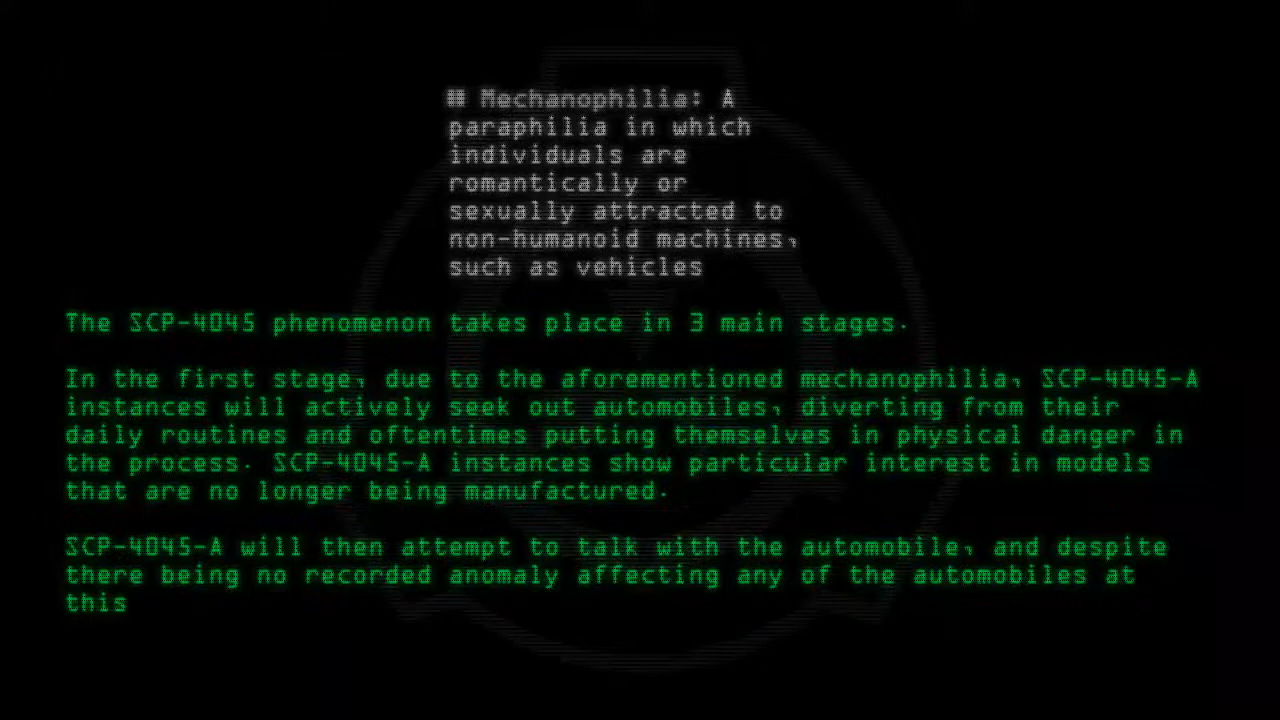 # Mechanophilia: A
paraphilia in which
individuals are
romantically or
sexually attracted to
non-humanoid machines,
such as vehicles
The SCP-4045 phenomenon takes place in 3 main stages.
In the first stage, due to the aforementioned mechanophilia, SCP-4045-A
instances will actively seek out automobiles, diverting from their
daily routines and oftentimes putting themselves in physical danger in
the process. SCP-4045-A instances show particular interest in models
that are no longer being manufactured.
SCP-4045-A will then attempt to talk with the automobile, and despite
there being no recorded anomaly affecting any of the automobiles at
this